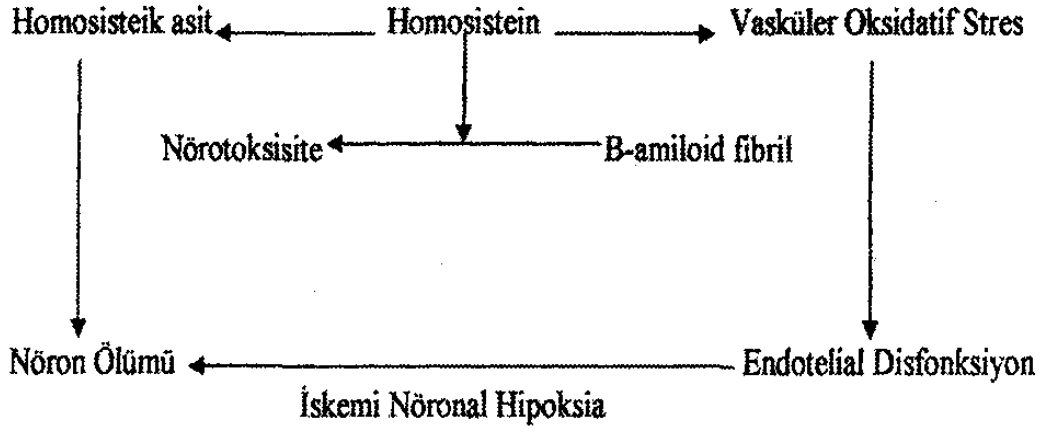 Homosisteik asit Homosistein Vasküler Oksidatif Stres
Nörotoksisite B-amiloid fibril
Nöron Ölümü Endotelial Disfonksiyon
İskemi Nöronal Hipoksia